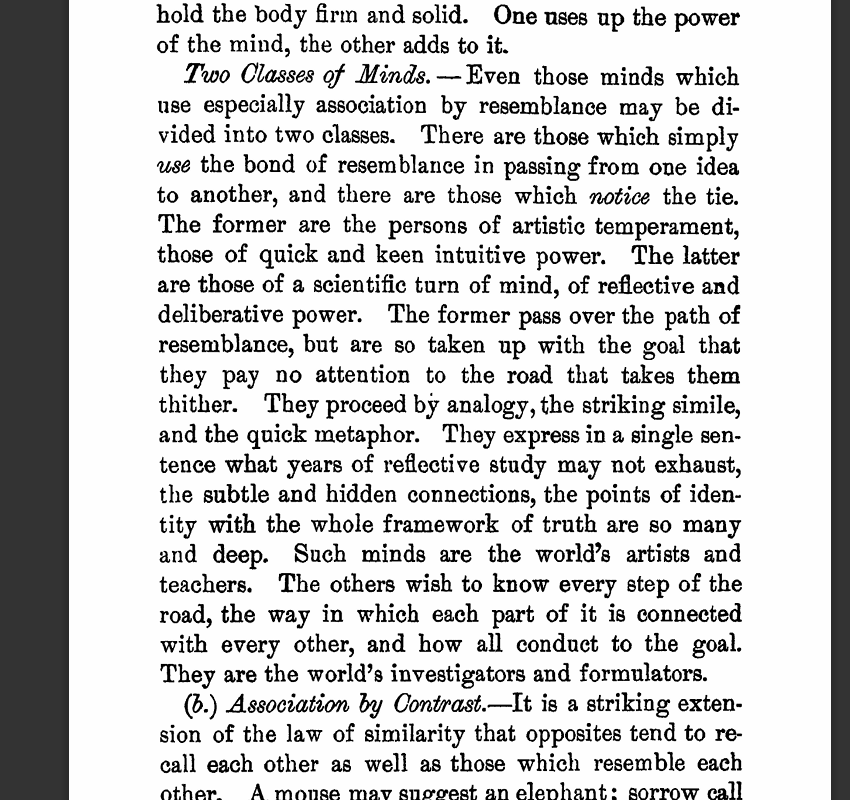 hold the body firm and solid. One uses up the power
of the mind, the other adds to it.
Two Classes of Minds. — Even those minds which
use especially association by resemblance may be di-
vided into two classes. There are those which simply
use the bond of resemblance in passing from one idea
to another, and there are those which notice the tie.
The former are the persons of artistic temperament,
those of quick and keen intuitive power. The latter
are those of a scientific turn of mind, of reflective and
deliberative power. The former pass over the path of
resemblance, but are so taken up with the goal that
they pay no attention to the road that takes them
thither. They proceed by analogy, the striking simile,
and the quick metaphor. They express in a single sen-
tence what years of reflective study may not exhaust,
the subtle and hidden connections, the points of iden-
tity with the whole framework of truth are so many
and deep. Such minds are the world's artists and
teachers. The others wish to know every step of the
road, the way in which each part of it is connected
with every other, and how all conduct to the goal.
They are the world's investigators and formulators.
(b.) Association by Contrast.—It is a striking exten-
sion of the law of similarity that opposites tend to re-
call each other as well as those which resemble each
other. A mouse may suggest an elephant; sorrow call